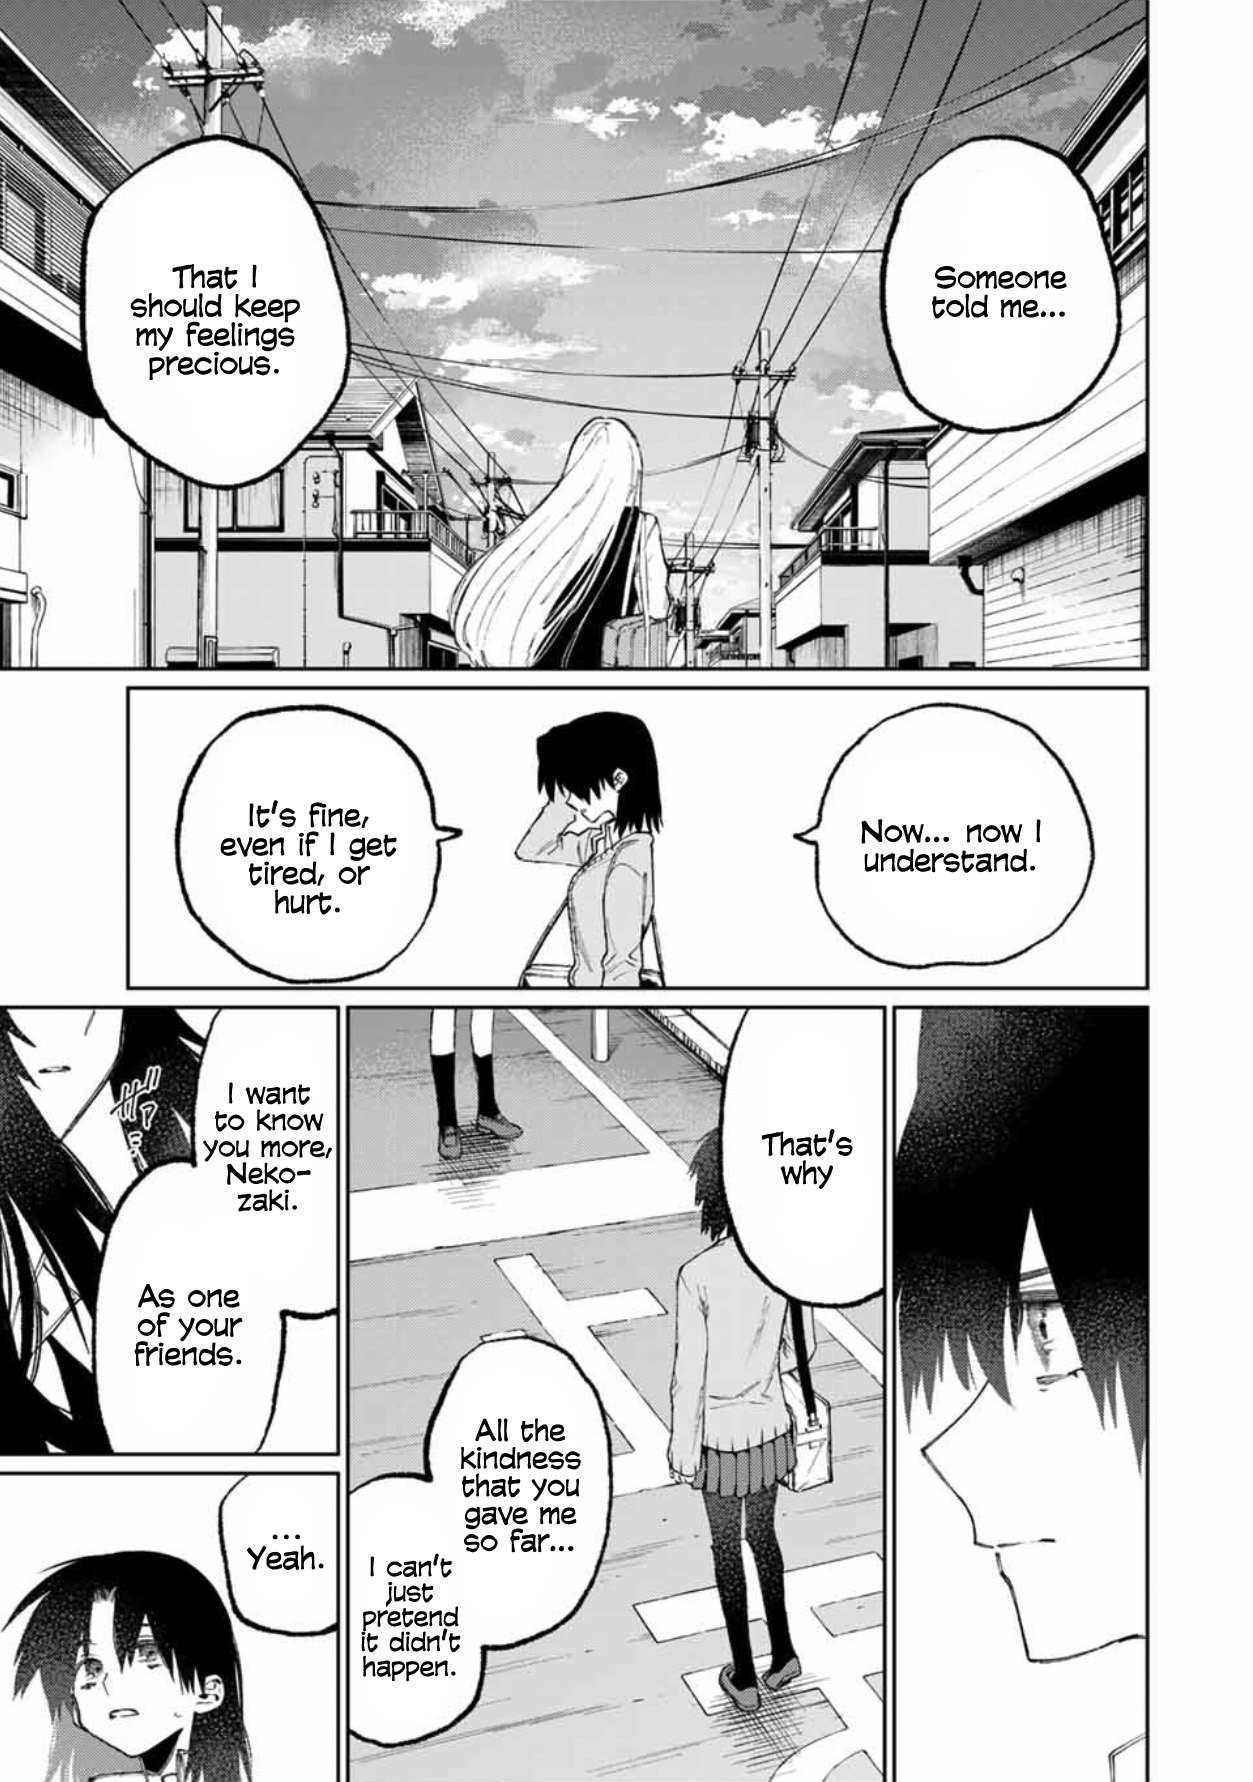 Someone
told me...
That I
should keep
my feelings
precious.
Now... now I
understand.
It's fine,
even if I get
tired, or
hurt.
That's
why
All the
kindness
that you
gave me
so far...
I can't
just
pretend
it didn't
happen.
I want
to know
you more,
Neko-
zaki.
As one
of your
friends.
...
Yeah.